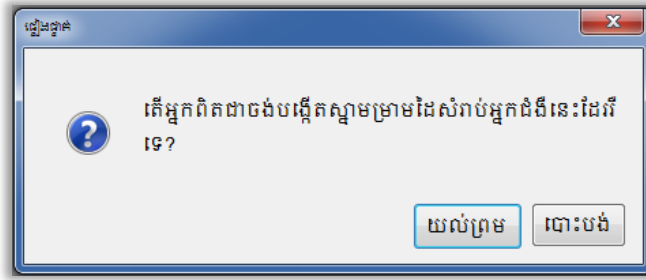 ផ្ទៀងផ្ទាត់
តើអ្នកពិតជាចង់បង្កើតស្នាមម្រាមដៃសំរាប់អ្នកជំងឺនេះដែររឺ
ទេ?
យល់ព្រម
បោះបង់